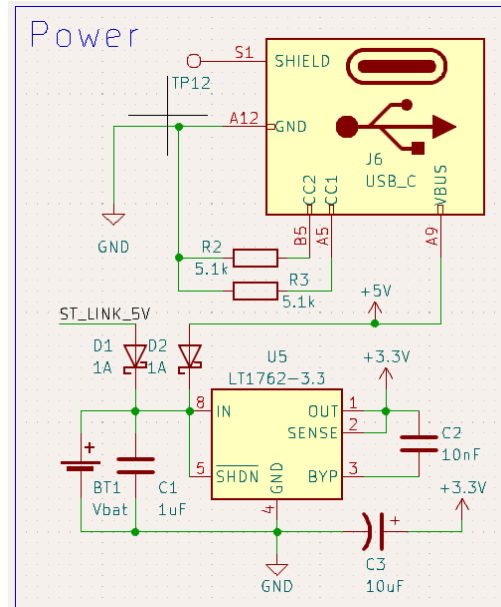 Power
S1
SHIELD
TP12
A12
GND
J6
USB_C
CC2
CC1
VBUS
B5
A5
A9
GND
R2
5.1k
R3
5.1k
ST_LINK_5V
+5V
D1
1A
D2
1A
U5
LT1762-3.3
+3.3V
8
IN
OUT
1
SENSE
2
5
SHDN
GND
BYP
3
4
C2
10nF
BT1
Vbat
C1
1uF
+
+3.3V
+
C3
10uF
GND